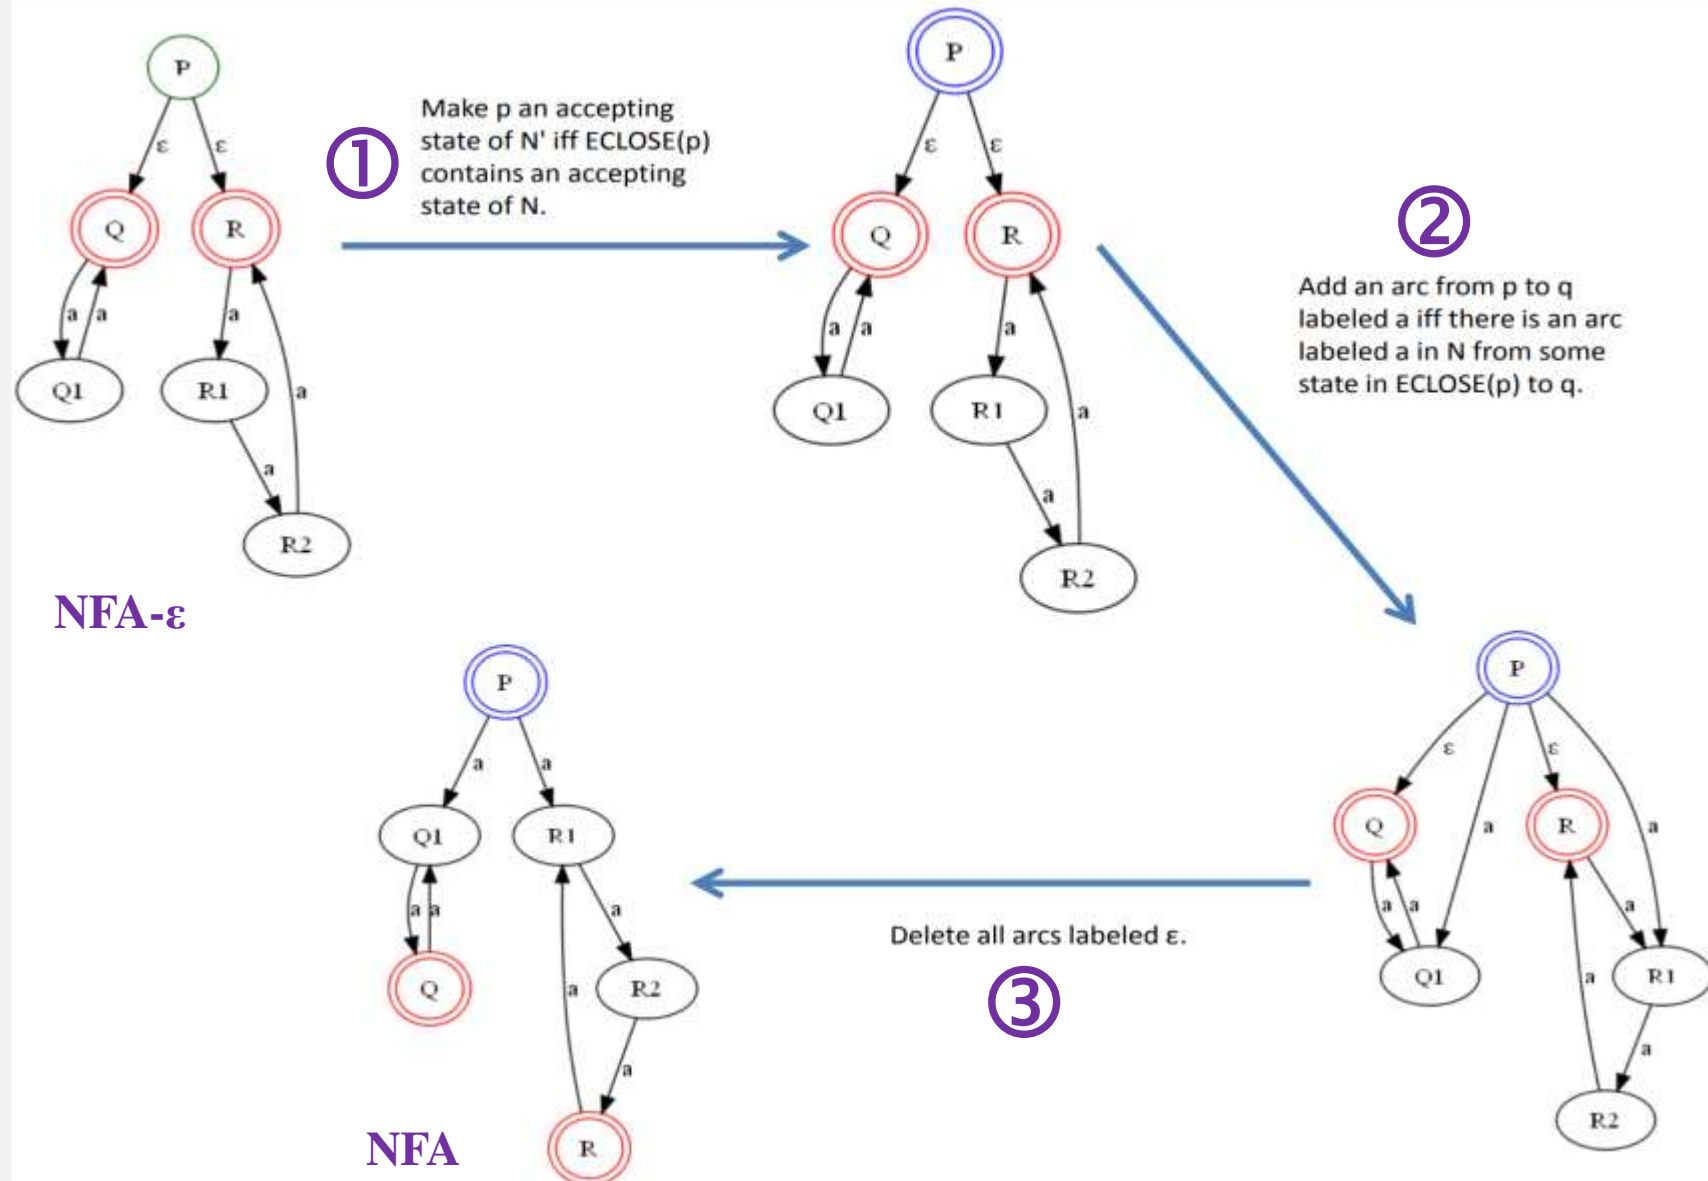 P
ε
ε
Q
R
a
a
a
Q1
R1
a
a
R2
NFA-ε
①
Make p an accepting
state of N' iff ECLOSE(p)
contains an accepting
state of N.
P
ε
ε
Q
R
a
a
a
Q1
R1
a
a
R2
②
Add an arc from p to q
labeled a iff there is an arc
labeled a in N from some
state in ECLOSE(p) to q.
P
ε
ε
Q
a
R
a
a
a
a
Q1
a
R1
a
R2
Delete all arcs labeled ε.
③
P
a
a
Q1
R1
a
a
a
Q
a
R2
a
R
NFA